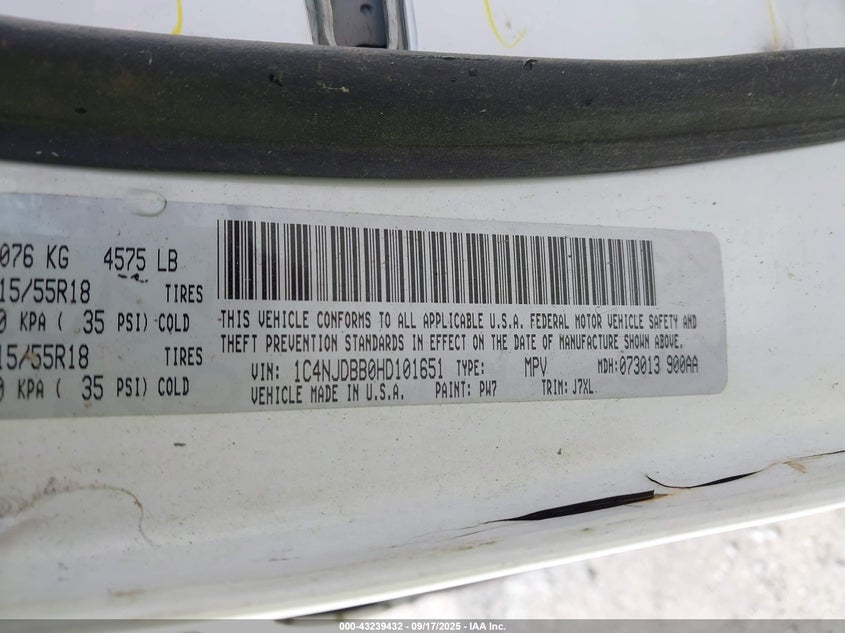 076 KG 4575 LB
15/55R18 TIRES
0 KPA ( 35 PSI) COLD
15/55R18 TIRES
0 KPA ( 35 PSI) COLD
THIS VEHICLE CONFORMS TO ALL APPLICABLE U.S.A. FEDERAL MOTOR VEHICLE SAFETY AND
THEFT PREVENTION STANDARDS IN EFFECT ON THE DATE OF MANUFACTURE SHOWN ABOVE.
VIN: 1C4NJDBB0HD101651 TYPE: MPV MDH:073013 900AA
VEHICLE MADE IN U.S.A. PAINT: PW7 TRIM: J7XL
000-43239432 - 09/17/2025 - IAA Inc.